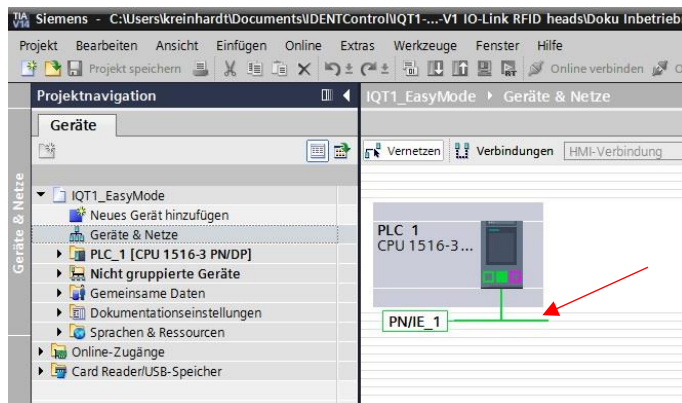 Siemens - C:\Users\kreinhardt\Documents\IDENTControl\IQT1-...-V1 IO-Link RFID heads\Doku Inbetrieb
Projekt Bearbeiten Ansicht Einfügen Online Extras Werkzeuge Fenster Hilfe
Projekt speichern Online verbinden
Projektnavigation
IQT1_EasyMode Geräte & Netze
Geräte
Vernetzen Verbindungen HMI-Verbindung
Geräte & Netze
IQT1_EasyMode
Neues Gerät hinzufügen
Geräte & Netze
PLC_1 [CPU 1516-3 PN/DP]
Nicht gruppierte Geräte
Gemeinsame Daten
Dokumentationseinstellungen
Sprachen & Ressourcen
Online-Zugänge
Card Reader/USB-Speicher
PLC_1
CPU 1516-3...
PN/IE_1